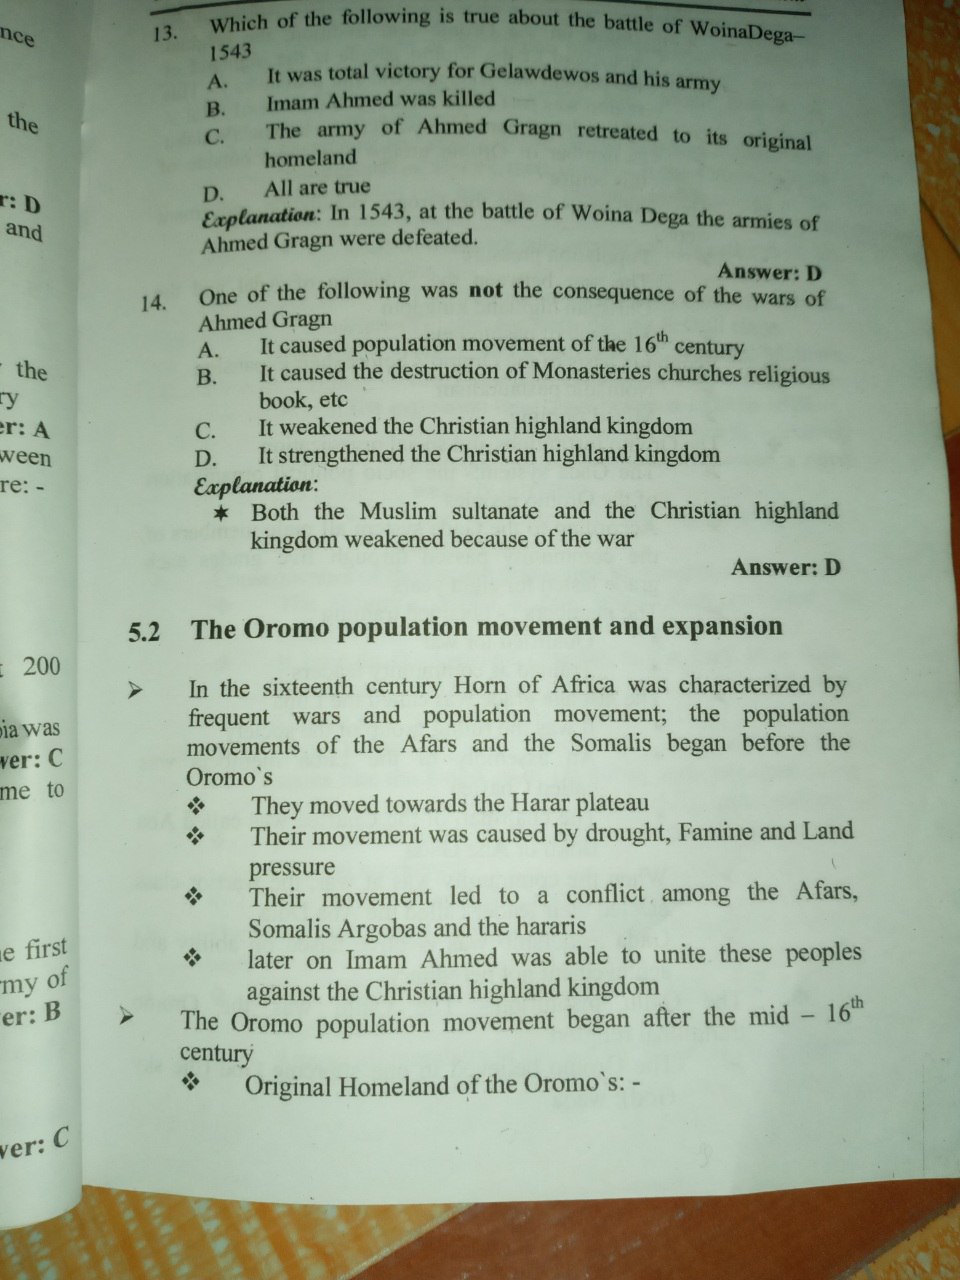 nce
the
r: D
and
the
ry
er: A
ween
re: -
200
bia was
wer: C
me to
e first
my of
er: B
wer: C
13. Which of the following is true about the battle of WoinaDega–
1543
A. It was total victory for Gelawdewos and his army
B. Imam Ahmed was killed
C. The army of Ahmed Gragn retreated to its original
homeland
D. All are true
Explanation: In 1543, at the battle of Woina Dega the armies of
Ahmed Gragn were defeated.
Answer: D
14. One of the following was not the consequence of the wars of
Ahmed Gragn
A. It caused population movement of the 16th century
B. It caused the destruction of Monasteries churches religious
book, etc
C. It weakened the Christian highland kingdom
D. It strengthened the Christian highland kingdom
Explanation:
✶ Both the Muslim sultanate and the Christian highland
kingdom weakened because of the war
Answer: D
5.2 The Oromo population movement and expansion
➢ In the sixteenth century Horn of Africa was characterized by
frequent wars and population movement; the population
movements of the Afars and the Somalis began before the
Oromo`s
❖ They moved towards the Harar plateau
❖ Their movement was caused by drought, Famine and Land
pressure
❖ Their movement led to a conflict among the Afars,
Somalis Argobas and the hararis
❖ later on Imam Ahmed was able to unite these peoples
against the Christian highland kingdom
➢ The Oromo population movement began after the mid – 16th
century
❖ Original Homeland of the Oromo`s: -